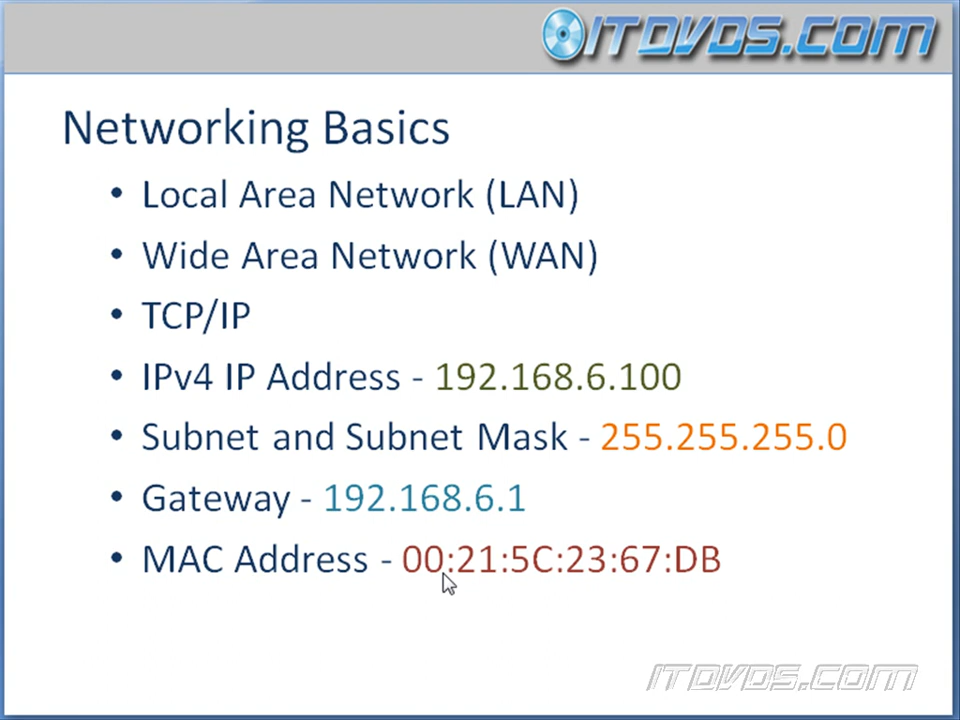 ITDVDS.com
Networking Basics
• Local Area Network (LAN)
• Wide Area Network (WAN)
• TCP/IP
• IPv4 IP Address - 192.168.6.100
• Subnet and Subnet Mask - 255.255.255.0
• Gateway - 192.168.6.1
• MAC Address - 00:21:5C:23:67:DB
ITDVDS.com